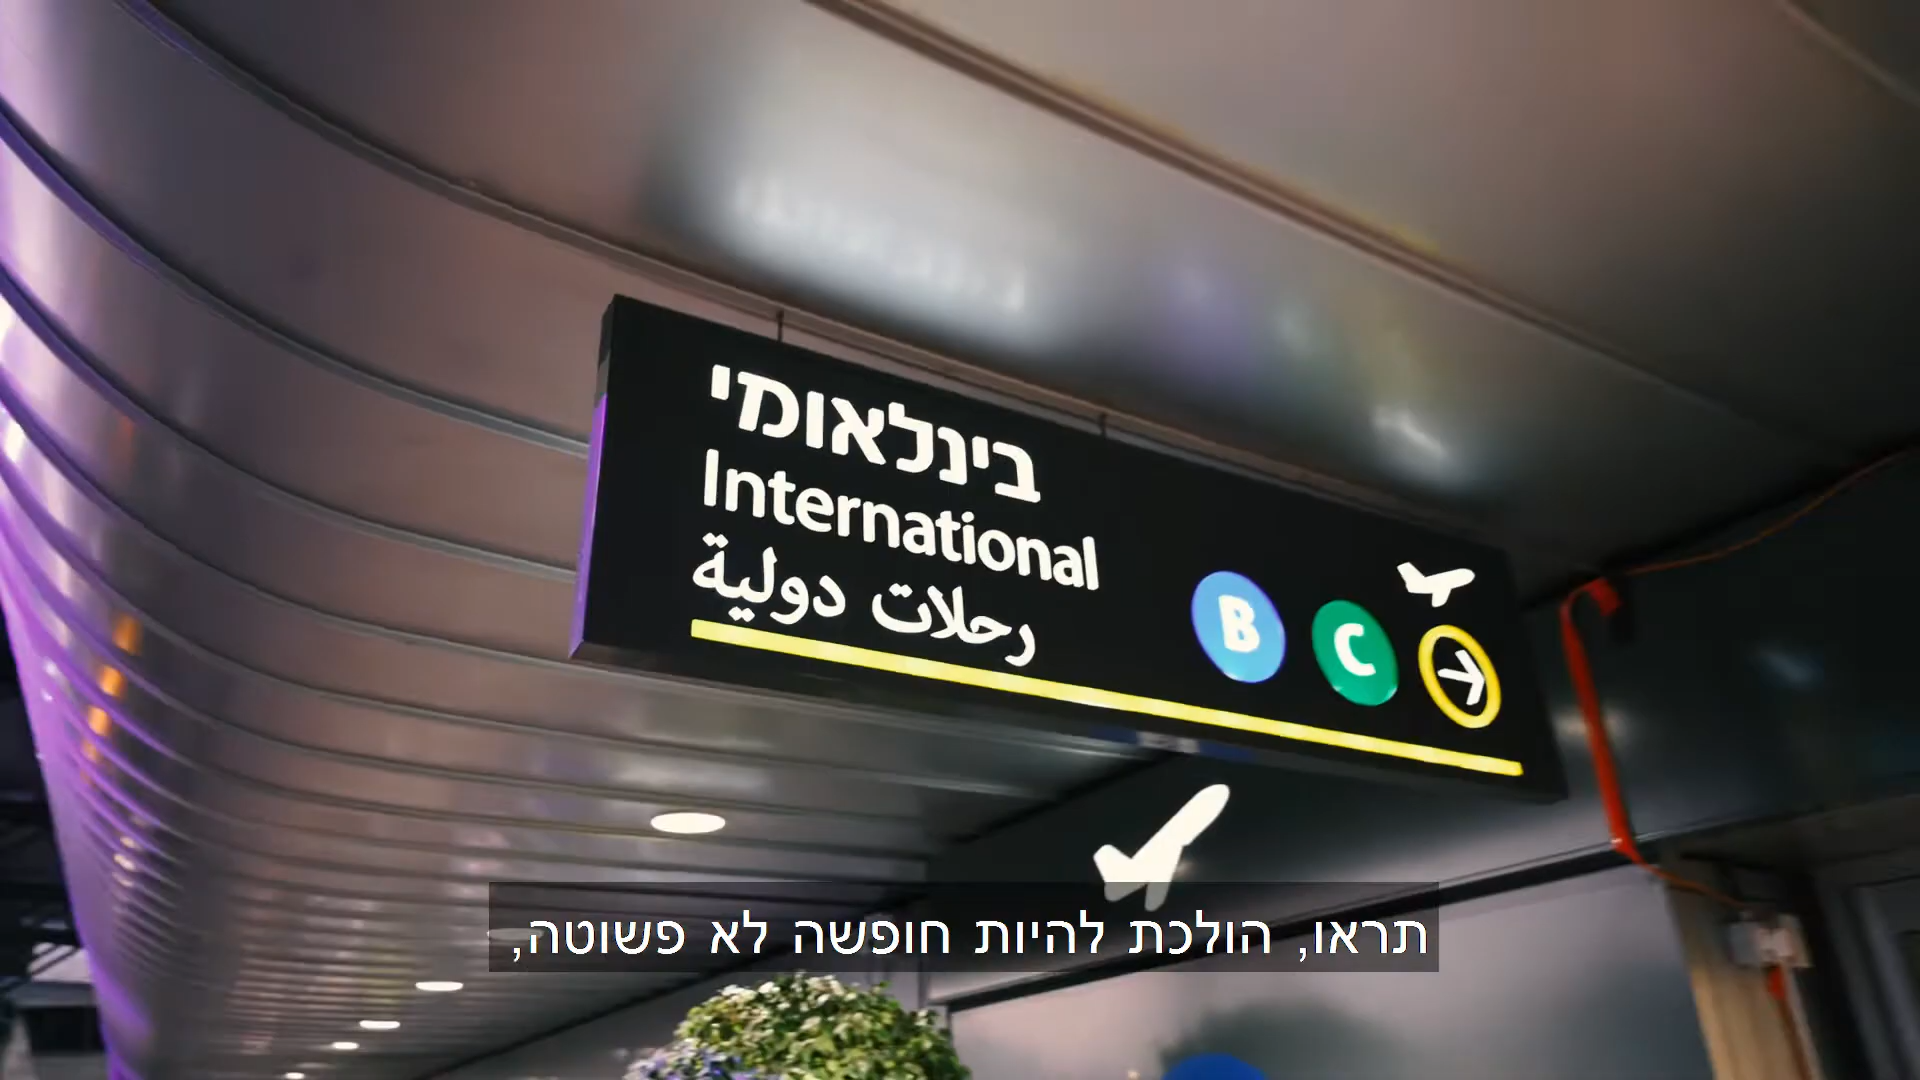 בינלאומי
International
رحلات دولية
B C
תראו, הולכת להיות חופשה לא פשוטה,